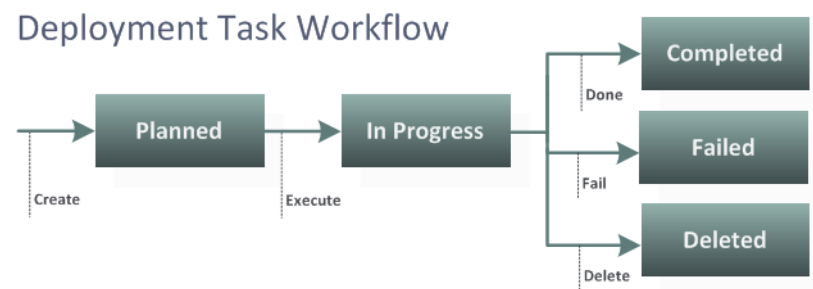 Deployment Task Workflow
Create
Planned
Execute
In Progress
Done
Completed
Fail
Failed
Delete
Deleted